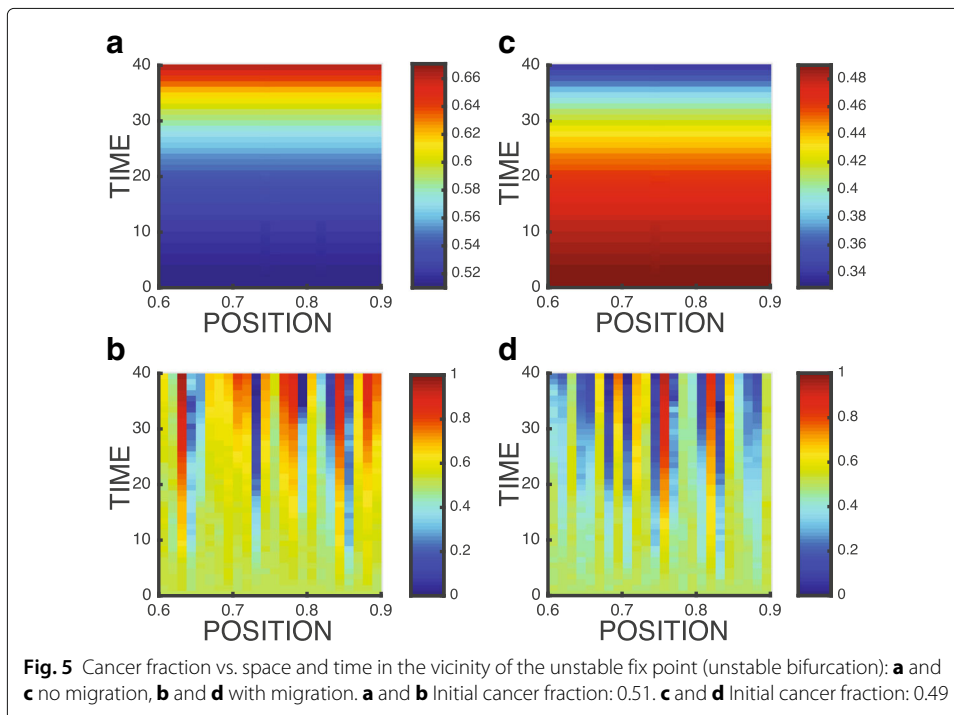 a
40
30
20
10
0
TIME
0.6 0.7 0.8 0.9
POSITION
0.66
0.64
0.62
0.6
0.58
0.56
0.54
0.52
c
40
30
20
10
0
TIME
0.6 0.7 0.8 0.9
POSITION
0.48
0.46
0.44
0.42
0.4
0.38
0.36
0.34
b
40
30
20
10
0
TIME
0.6 0.7 0.8 0.9
POSITION
1
0.8
0.6
0.4
0.2
0
d
40
30
20
10
0
TIME
0.6 0.7 0.8 0.9
POSITION
1
0.8
0.6
0.4
0.2
0
Fig. 5 Cancer fraction vs. space and time in the vicinity of the unstable fix point (unstable bifurcation): a and
c no migration, b and d with migration. a and b Initial cancer fraction: 0.51. c and d Initial cancer fraction: 0.49